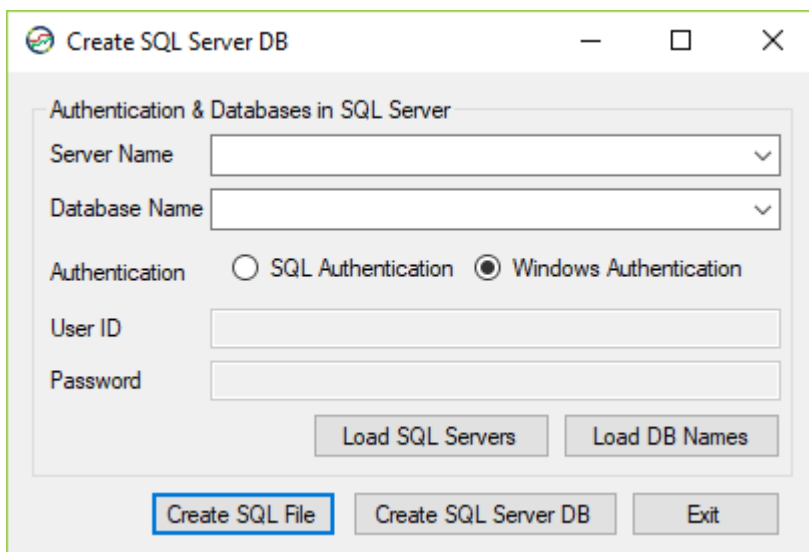 Create SQL Server DB
Authentication & Databases in SQL Server
Server Name
Database Name
Authentication SQL Authentication Windows Authentication
User ID
Password
Load SQL Servers Load DB Names
Create SQL File Create SQL Server DB Exit